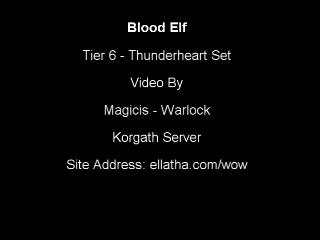 Blood Elf
Tier 6 - Thunderheart Set
Video By
Magicis - Warlock
Korgath Server
Site Address: ellatha.com/wow